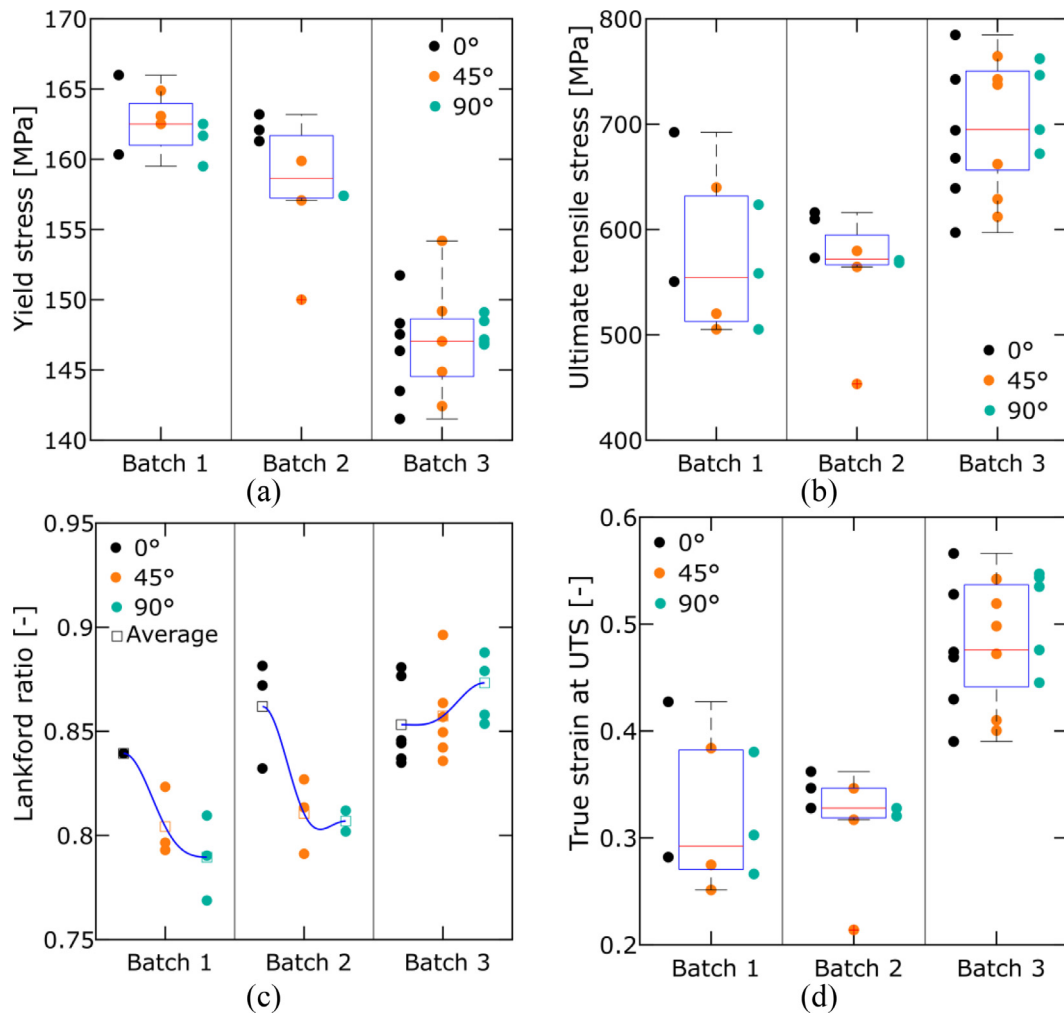 Yield stress [MPa]
170
165
160
155
150
145
140
0°
45°
90°
Batch 1 Batch 2 Batch 3
(a)
Ultimate tensile stress [MPa]
800
700
600
500
400
0°
45°
90°
Batch 1 Batch 2 Batch 3
(b)
Lankford ratio [-]
0.95
0.9
0.85
0.8
0.75
0°
45°
90°
Average
Batch 1 Batch 2 Batch 3
(c)
True strain at UTS [-]
0.6
0.5
0.4
0.3
0.2
0°
45°
90°
Batch 1 Batch 2 Batch 3
(d)